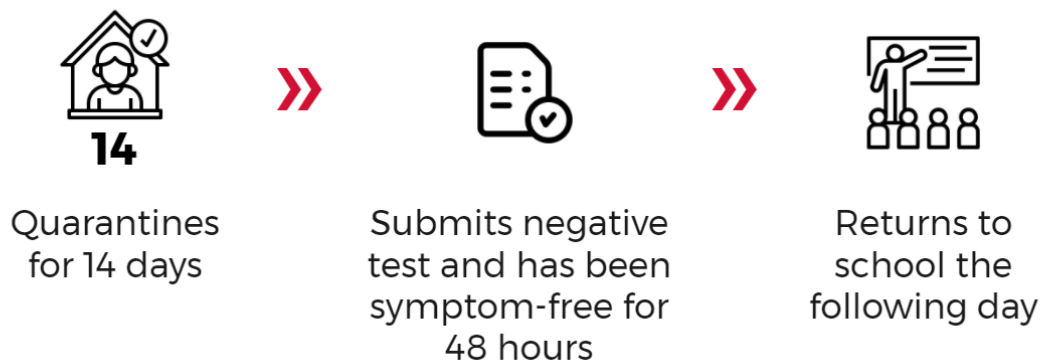 14
Quarantines
for 14 days
Submits negative
test and has been
symptom-free for
48 hours
Returns to
school the
following day